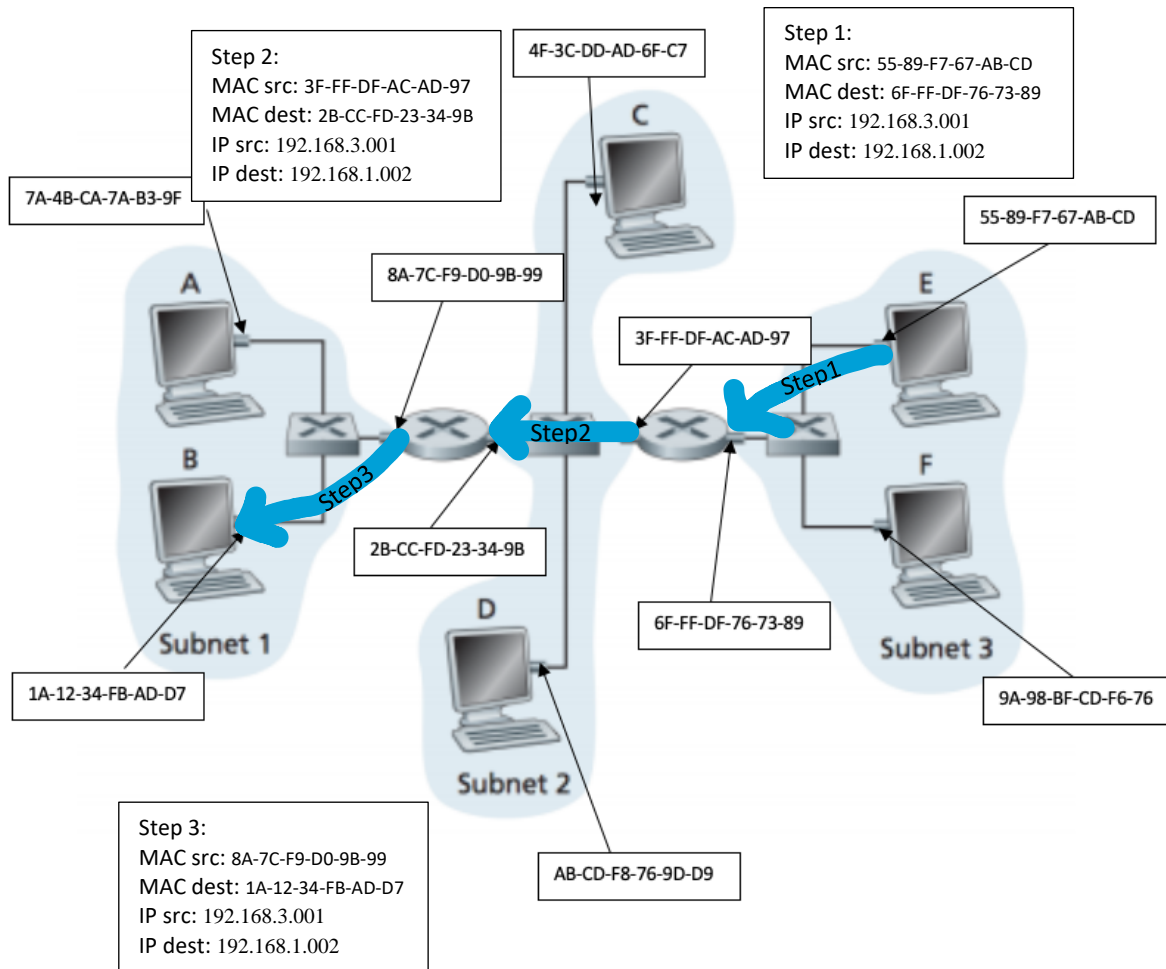 Step 2:
MAC src: 3F-FF-DF-AC-AD-97
MAC dest: 2B-CC-FD-23-34-9B
IP src: 192.168.3.001
IP dest: 192.168.1.002
4F-3C-DD-AD-6F-C7
Step 1:
MAC src: 55-89-F7-67-AB-CD
MAC dest: 6F-FF-DF-76-73-89
IP src: 192.168.3.001
IP dest: 192.168.1.002
7A-4B-CA-7A-B3-9F
C
55-89-F7-67-AB-CD
A
8A-7C-F9-D0-9B-99
E
3F-FF-DF-AC-AD-97
Step1
Step2
B
Step3
F
2B-CC-FD-23-34-9B
D
6F-FF-DF-76-73-89
Subnet 1
Subnet 3
1A-12-34-FB-AD-D7
9A-98-BF-CD-F6-76
Subnet 2
Step 3:
MAC src: 8A-7C-F9-D0-9B-99
MAC dest: 1A-12-34-FB-AD-D7
IP src: 192.168.3.001
IP dest: 192.168.1.002
AB-CD-F8-76-9D-D9